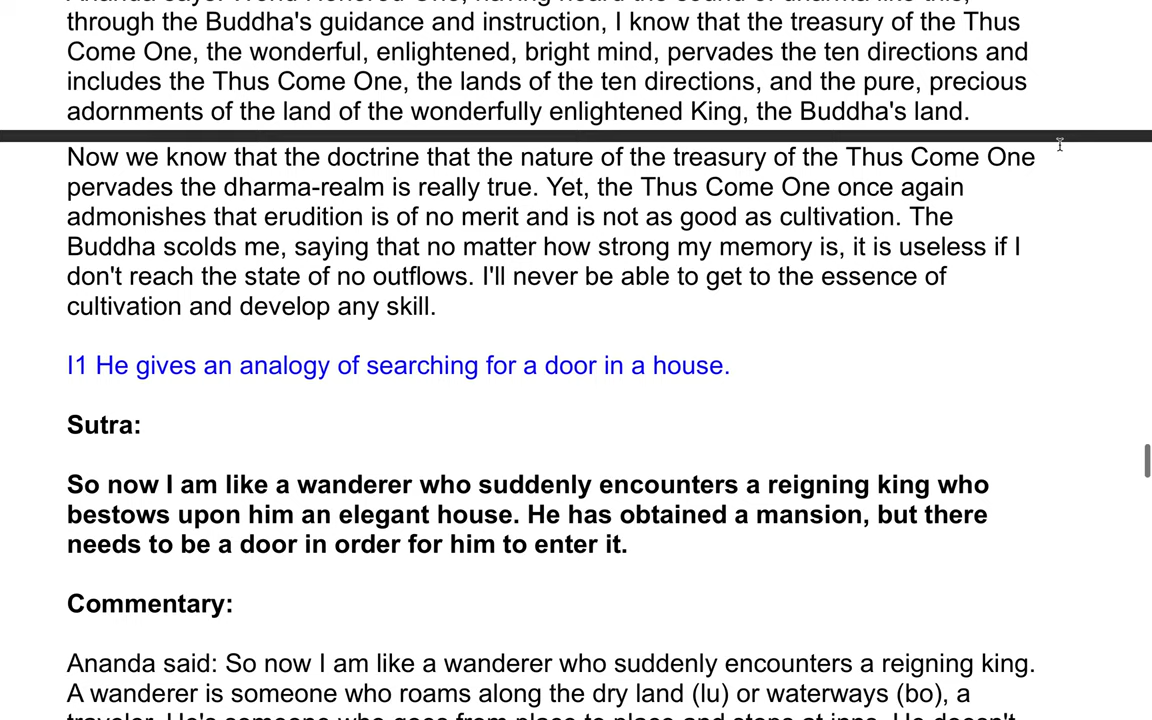 through the Buddha's guidance and instruction, I know that the treasury of the Thus
Come One, the wonderful, enlightened, bright mind, pervades the ten directions and
includes the Thus Come One, the lands of the ten directions, and the pure, precious
adornments of the land of the wonderfully enlightened King, the Buddha's land.
Now we know that the doctrine that the nature of the treasury of the Thus Come One
pervades the dharma-realm is really true. Yet, the Thus Come One once again
admonishes that erudition is of no merit and is not as good as cultivation. The
Buddha scolds me, saying that no matter how strong my memory is, it is useless if I
don't reach the state of no outflows. I'll never be able to get to the essence of
cultivation and develop any skill.
I1 He gives an analogy of searching for a door in a house.
Sutra:
So now I am like a wanderer who suddenly encounters a reigning king who
bestows upon him an elegant house. He has obtained a mansion, but there
needs to be a door in order for him to enter it.
Commentary:
Ananda said: So now I am like a wanderer who suddenly encounters a reigning king.
A wanderer is someone who roams along the dry land (lu) or waterways (bo), a